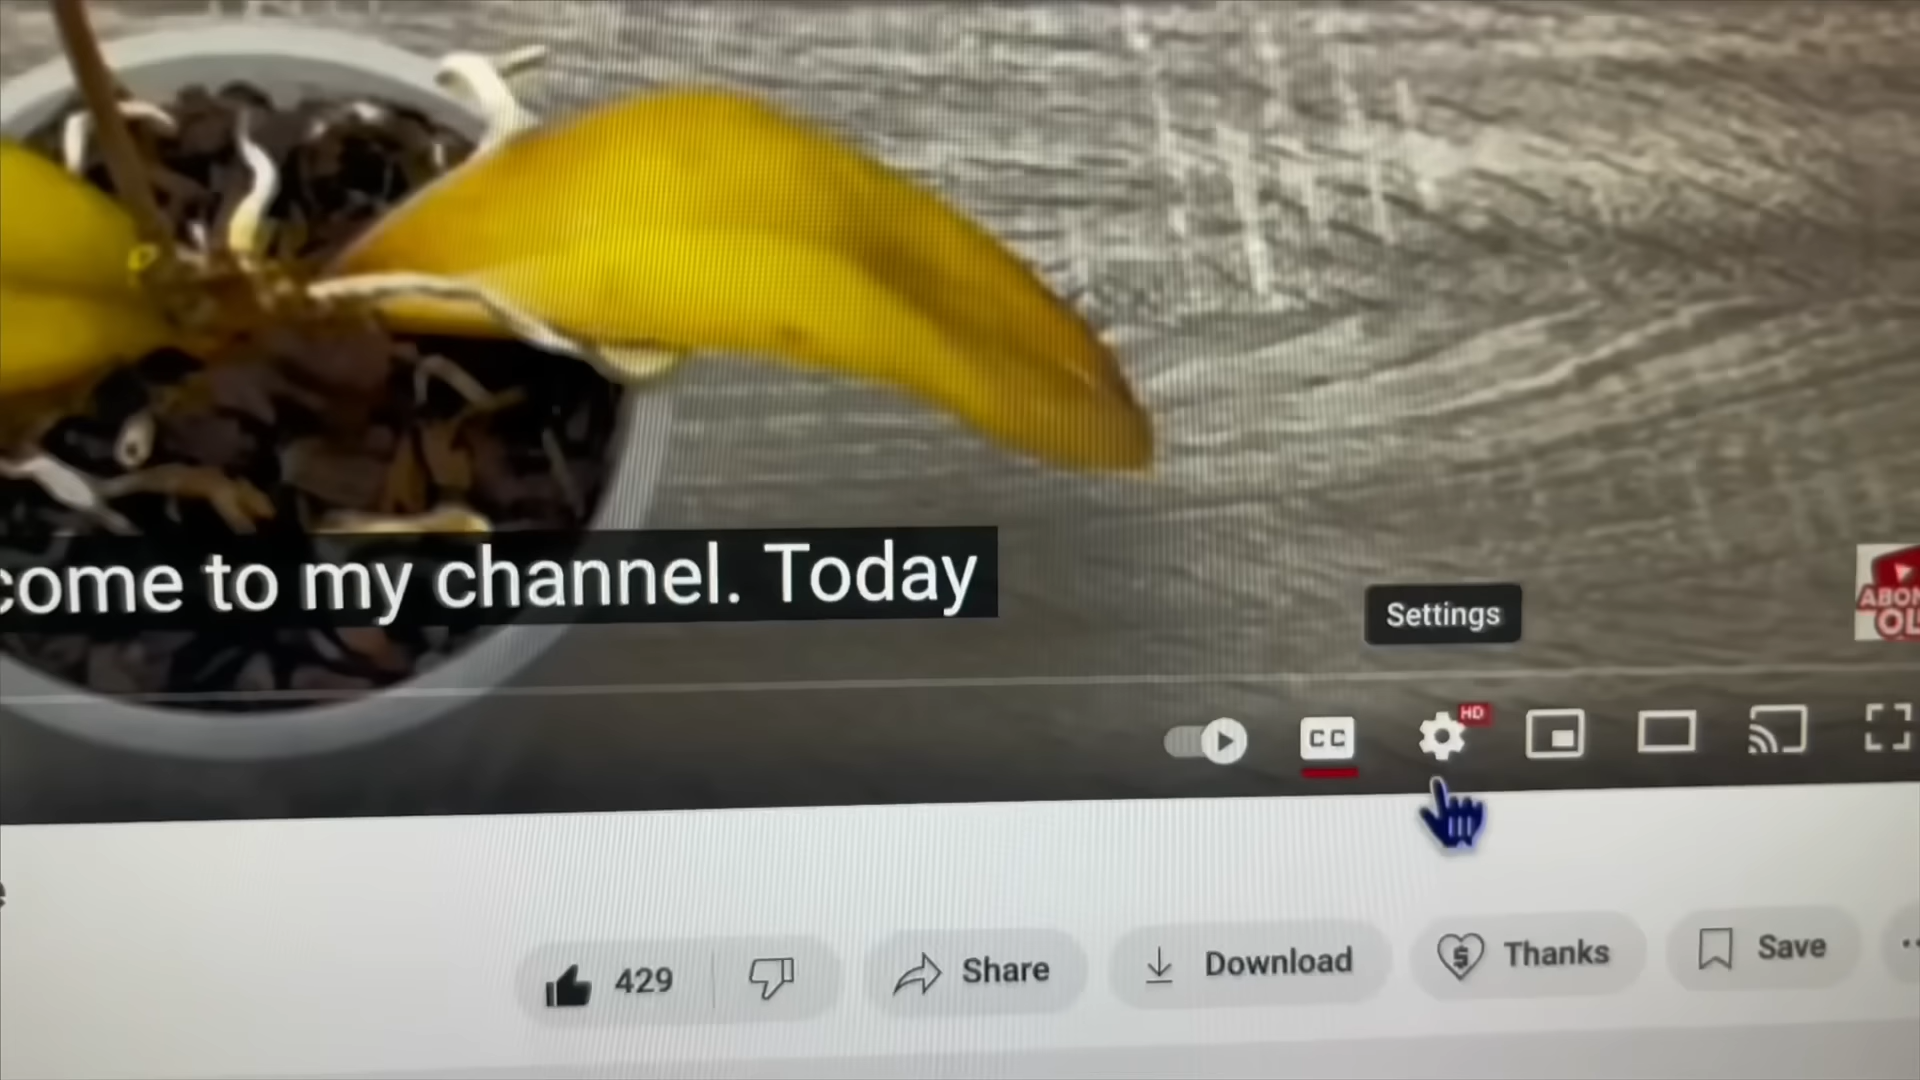 come to my channel. Today
Settings
CC
HD
429
Share
Download
Thanks
Save